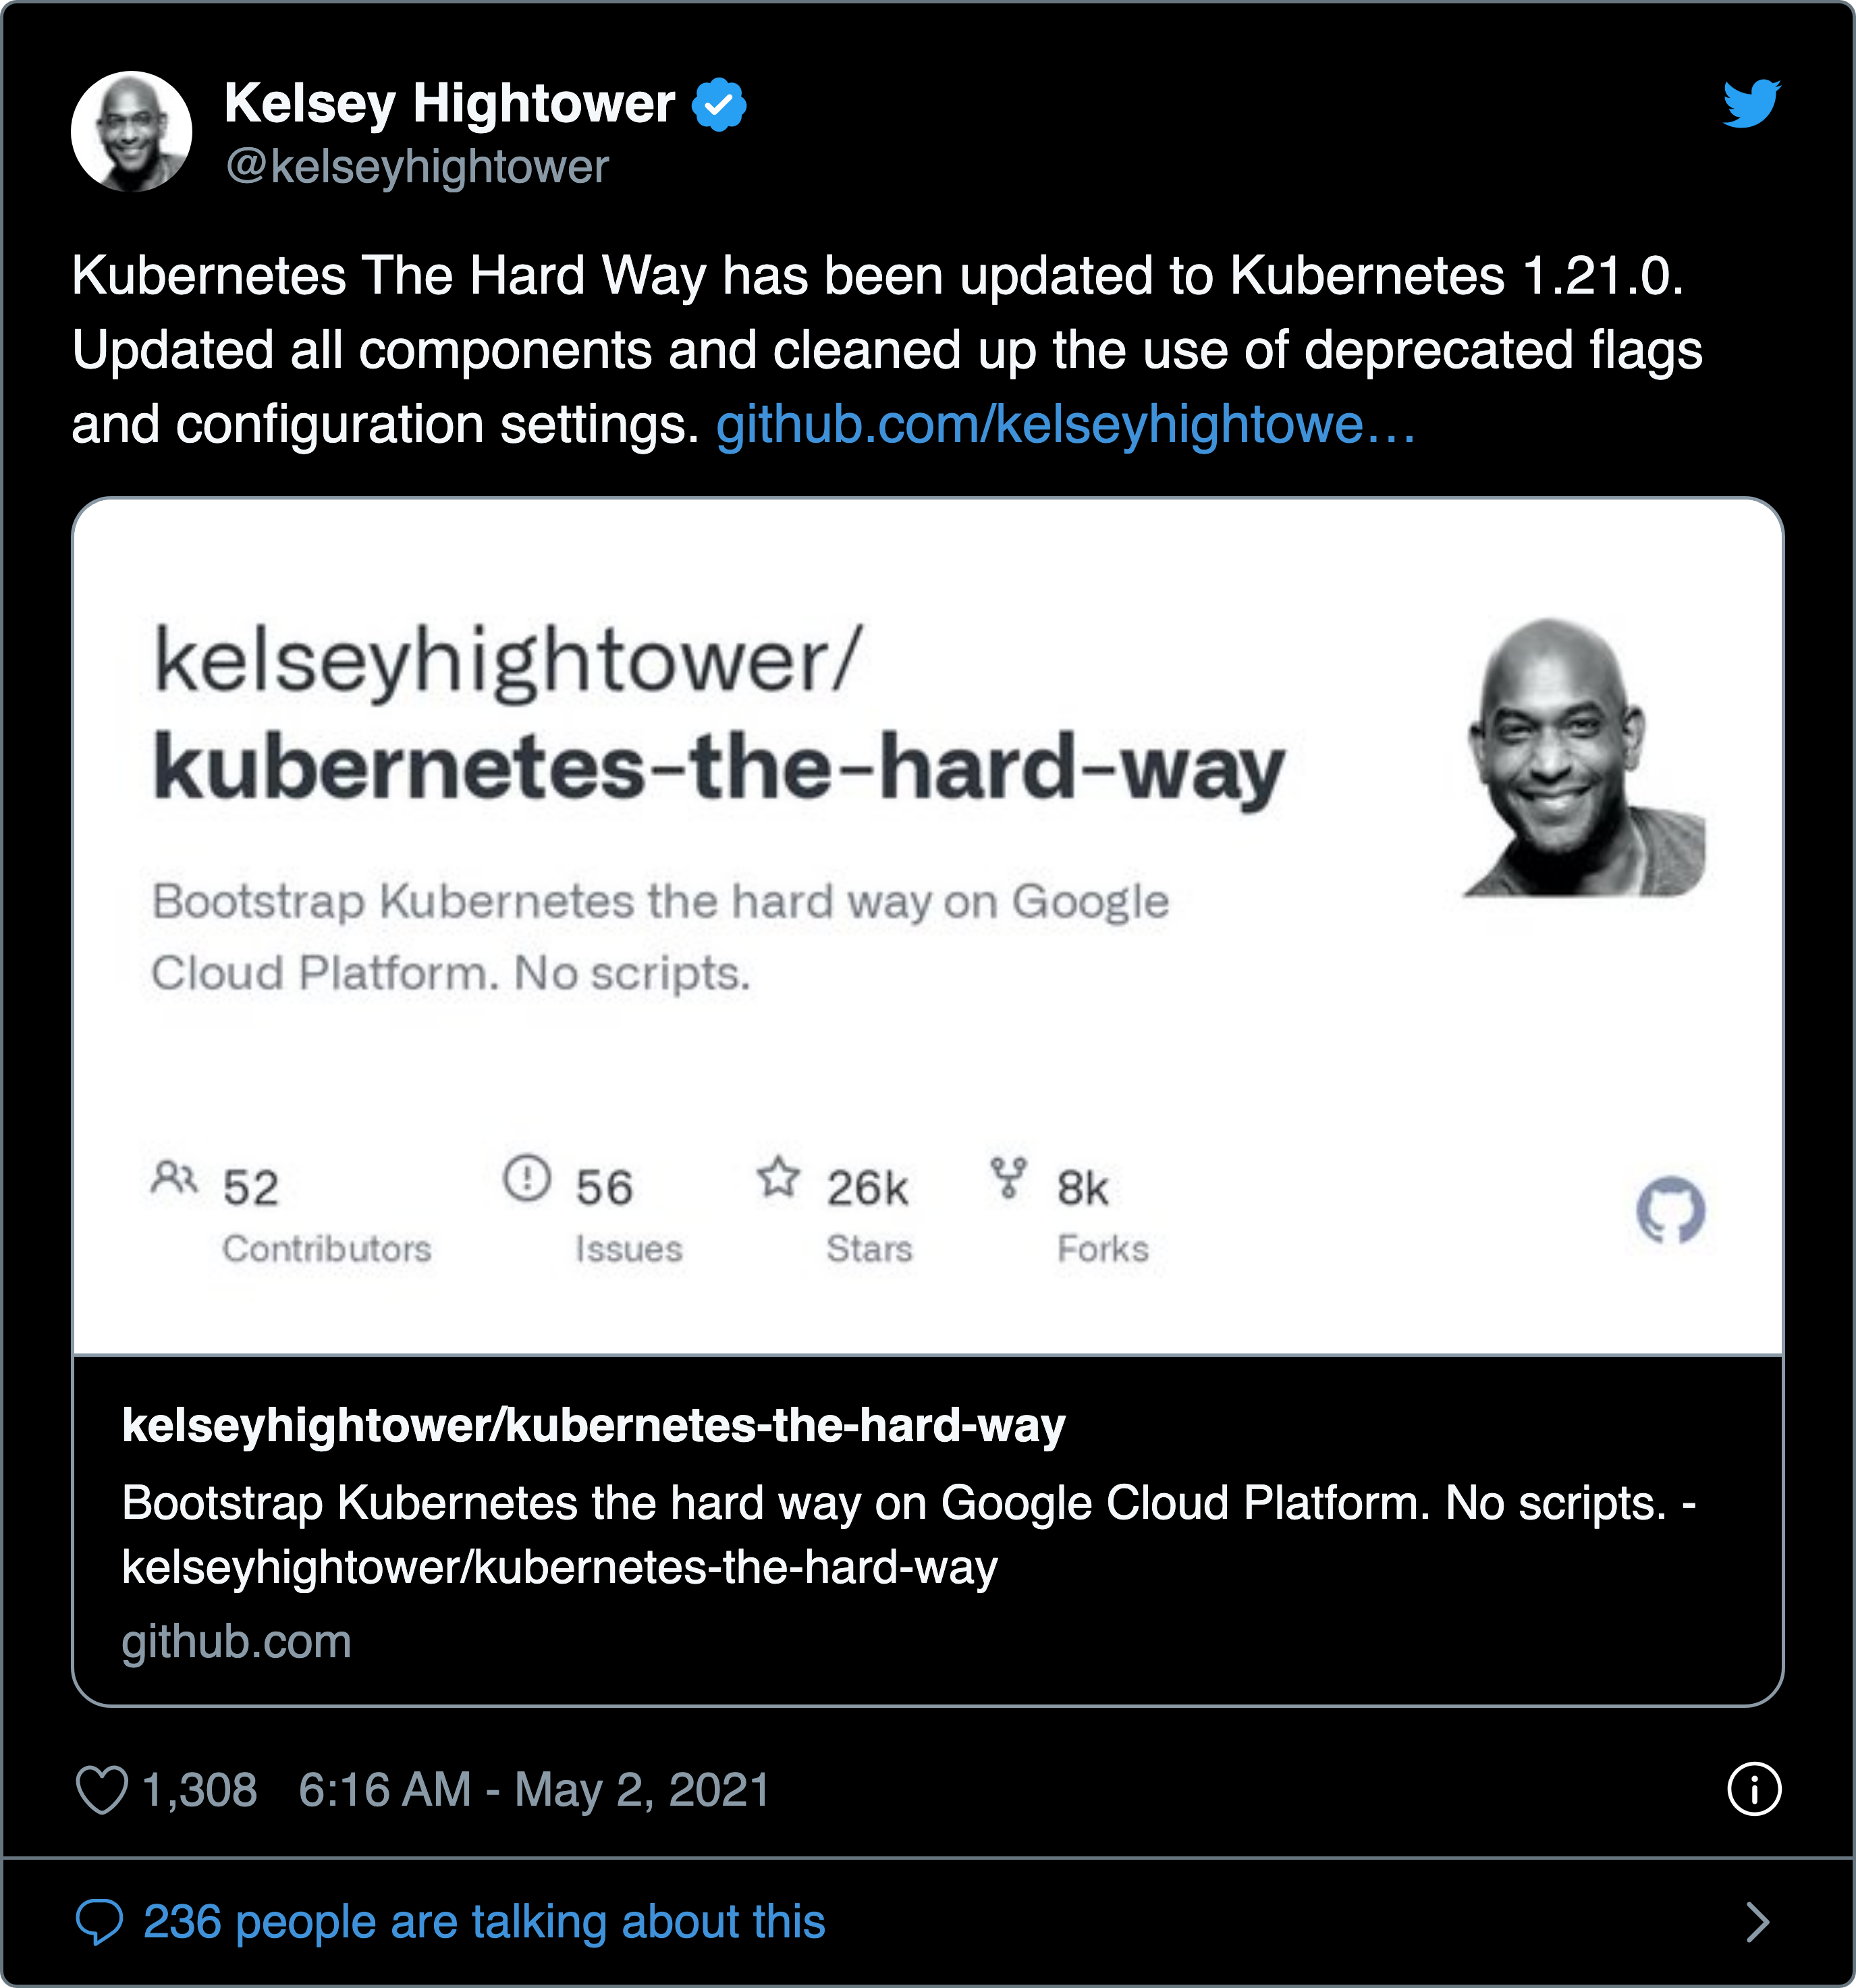 Kelsey Hightower
@kelseyhightower
Kubernetes The Hard Way has been updated to Kubernetes 1.21.0.
Updated all components and cleaned up the use of deprecated flags
and configuration settings. github.com/kelseyhightowe…
kelseyhightower/
kubernetes-the-hard-way
Bootstrap Kubernetes the hard way on Google
Cloud Platform. No scripts.
52 56 26k 8k
Contributors Issues Stars Forks
kelseyhightower/kubernetes-the-hard-way
Bootstrap Kubernetes the hard way on Google Cloud Platform. No scripts. -
kelseyhightower/kubernetes-the-hard-way
github.com
1,308 6:16 AM - May 2, 2021
236 people are talking about this